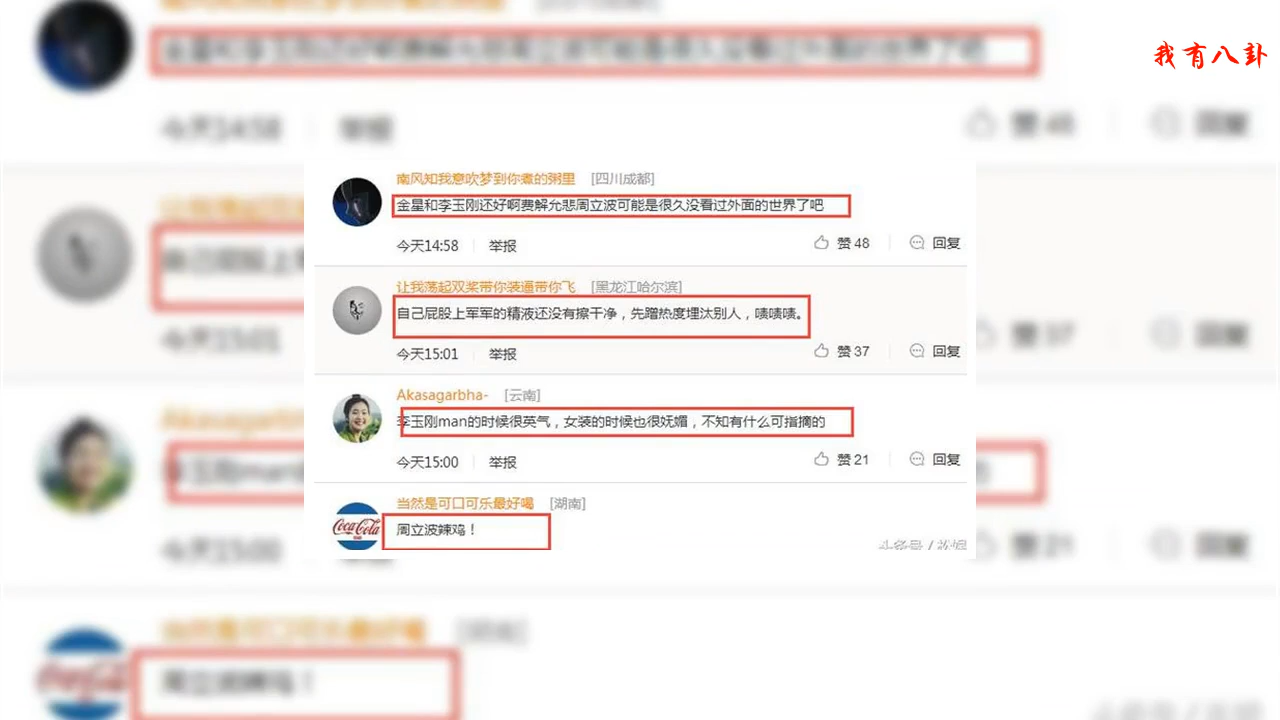 我有八卦
南风知我意吹梦到你煮的粥里 [四川成都]
金星和李玉刚还好啊费解允悲周立波可能是很久没看过外面的世界了吧
今天14:58 举报 赞 48 回复
让我荡起双桨带你装逼带你飞 [黑龙江哈尔滨]
自己屁股上军军的精液还没有擦干净，先蹭热度埋汰别人，啧啧啧。
今天15:01 举报 赞 37 回复
Akasagarbha- [云南]
李玉刚man的时候很英气，女装的时候也很妩媚，不知有什么可指摘的
今天15:00 举报 赞 21 回复
当然是可口可乐最好喝 [湖南]
Coca-Cola
周立波辣鸡！